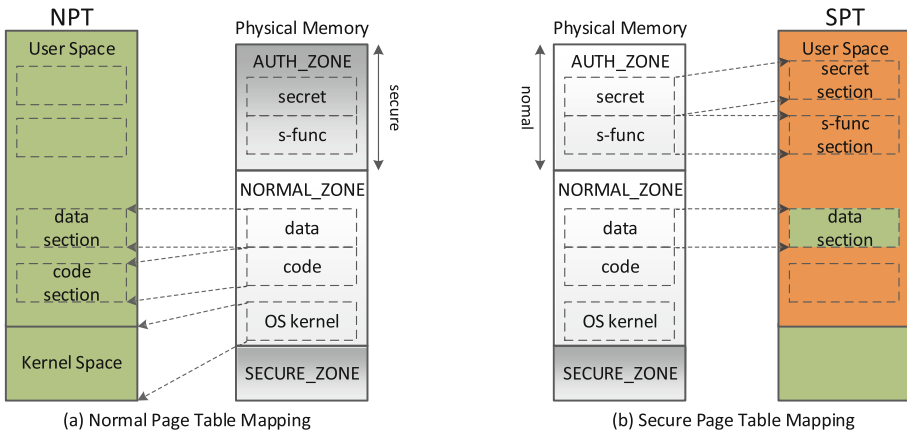 NPT
User Space
data
section
code
section
Kernel Space
Physical Memory
AUTH_ZONE
secret
s-func
secure
NORMAL_ZONE
data
code
OS kernel
SECURE_ZONE
(a) Normal Page Table Mapping
Physical Memory
nomal
AUTH_ZONE
secret
s-func
NORMAL_ZONE
data
code
OS kernel
SECURE_ZONE
SPT
User Space
secret
section
s-func
section
data
section
(b) Secure Page Table Mapping